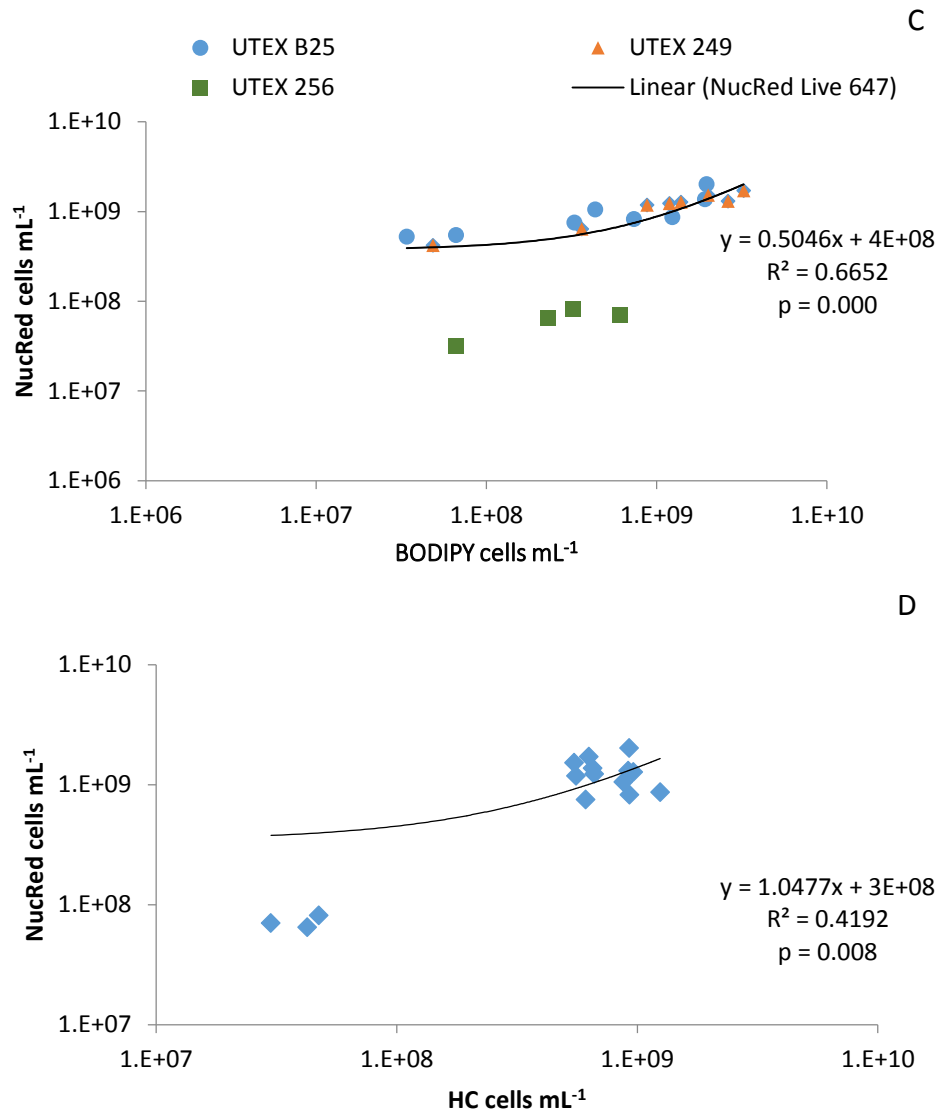 C
UTEX B25
UTEX 249
UTEX 256
Linear (NucRed Live 647)
1.E+10
1.E+09
1.E+08
1.E+07
1.E+06
NucRed cells mL⁻¹
y = 0.5046x + 4E+08
R² = 0.6652
p = 0.000
1.E+06 1.E+07 1.E+08 1.E+09 1.E+10
BODIPY cells mL⁻¹
D
1.E+10
1.E+09
1.E+08
1.E+07
NucRed cells mL⁻¹
y = 1.0477x + 3E+08
R² = 0.4192
p = 0.008
1.E+07 1.E+08 1.E+09 1.E+10
HC cells mL⁻¹